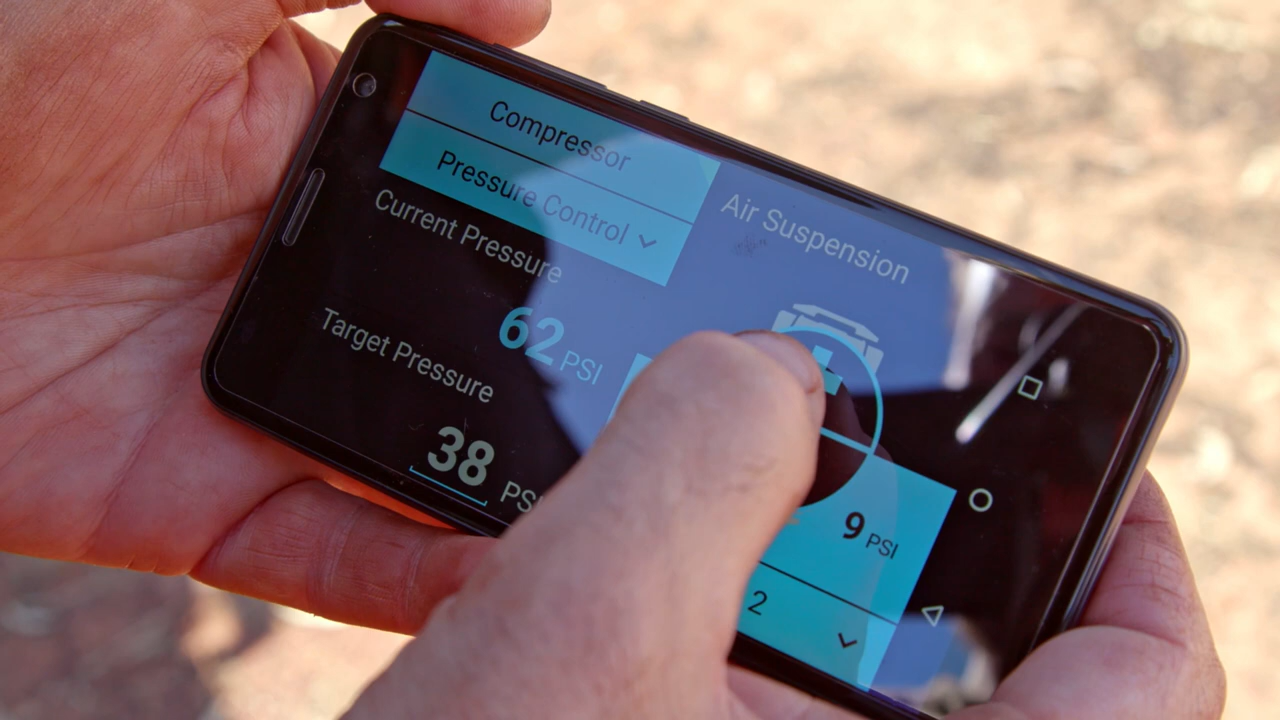 Compressor
Pressure Control
Current Pressure
62 PSI
Target Pressure
38 PSI
Air Suspension
9 PSI
2